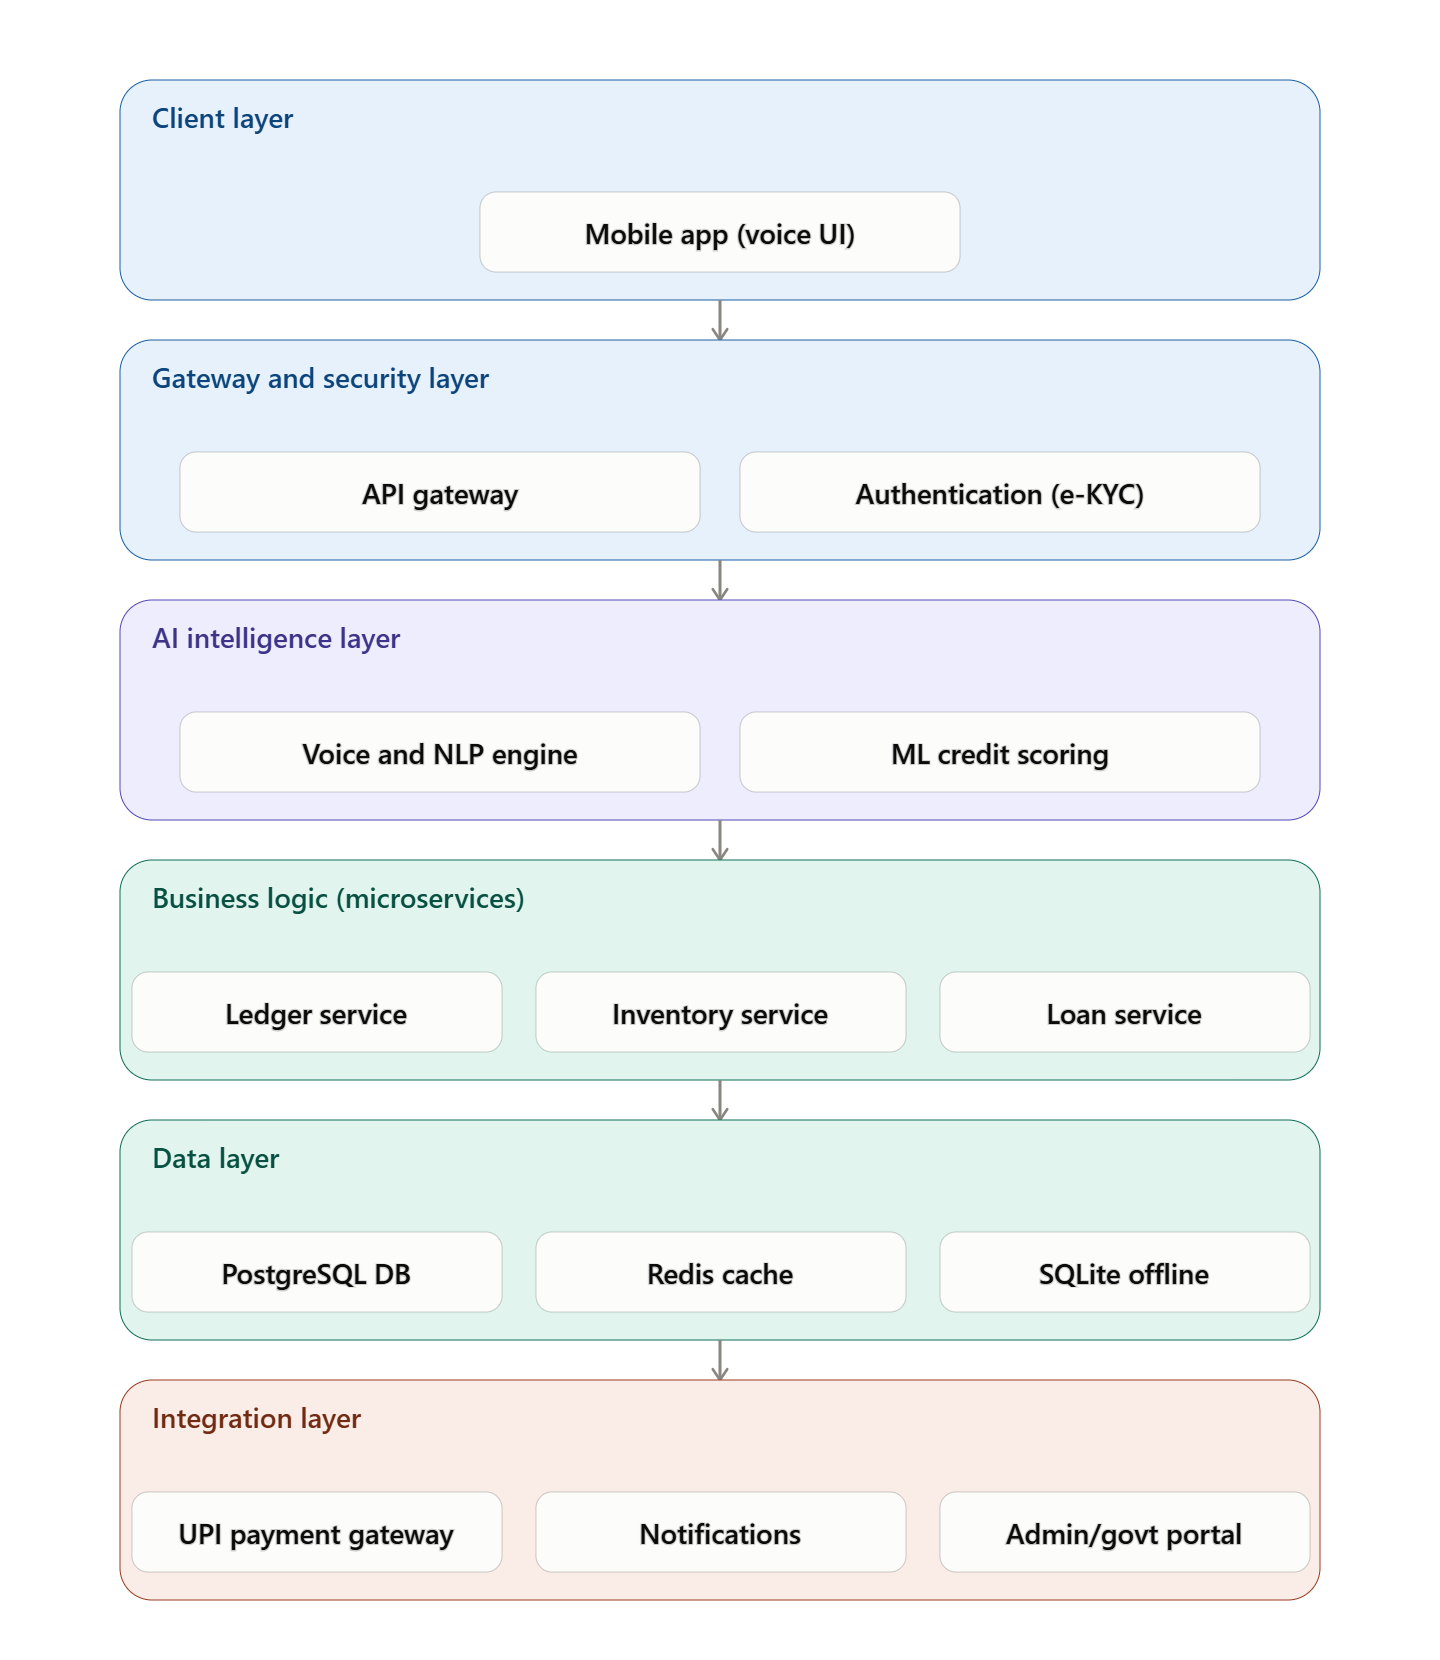 Client layer
Mobile app (voice UI)
Gateway and security layer
API gateway
Authentication (e-KYC)
AI intelligence layer
Voice and NLP engine
ML credit scoring
Business logic (microservices)
Ledger service
Inventory service
Loan service
Data layer
PostgreSQL DB
Redis cache
SQLite offline
Integration layer
UPI payment gateway
Notifications
Admin/govt portal